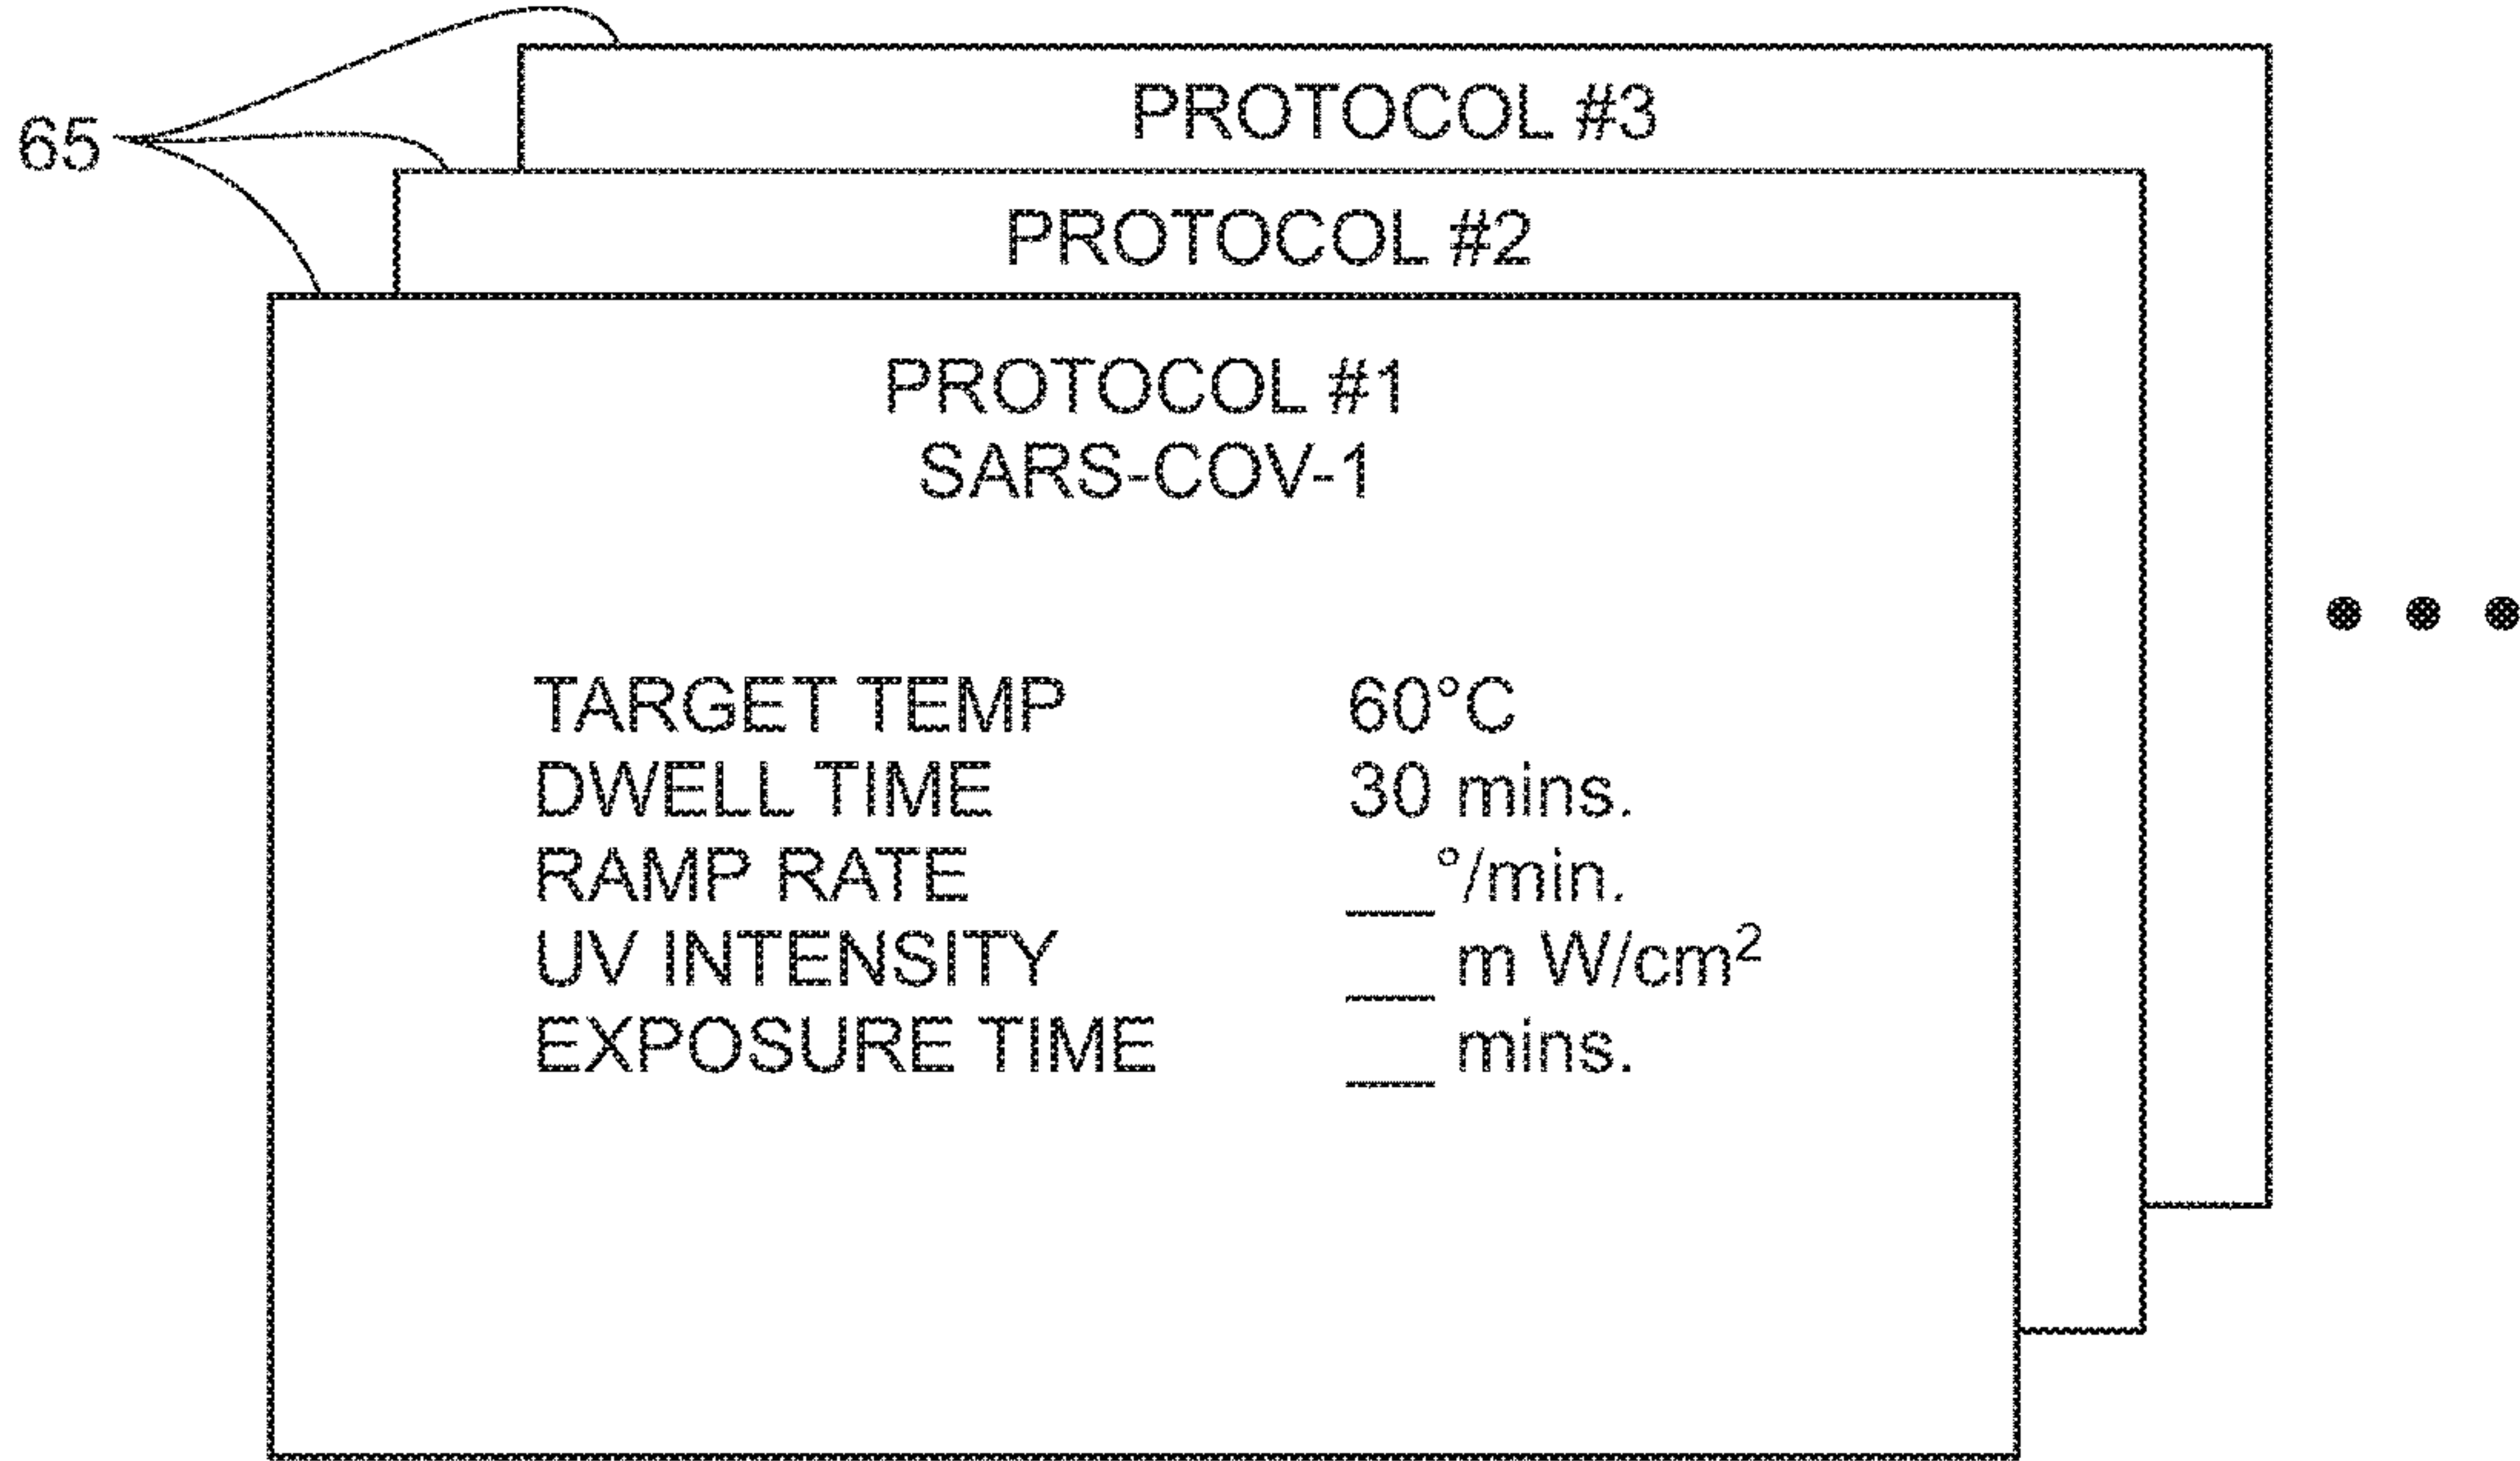 65
PROTOCOL #3
PROTOCOL #2
PROTOCOL #1
SARS-COV-1
TARGET TEMP 60°C
DWELL TIME 30 mins.
RAMP RATE __°/min.
UV INTENSITY __ m W/cm²
EXPOSURE TIME __ mins.